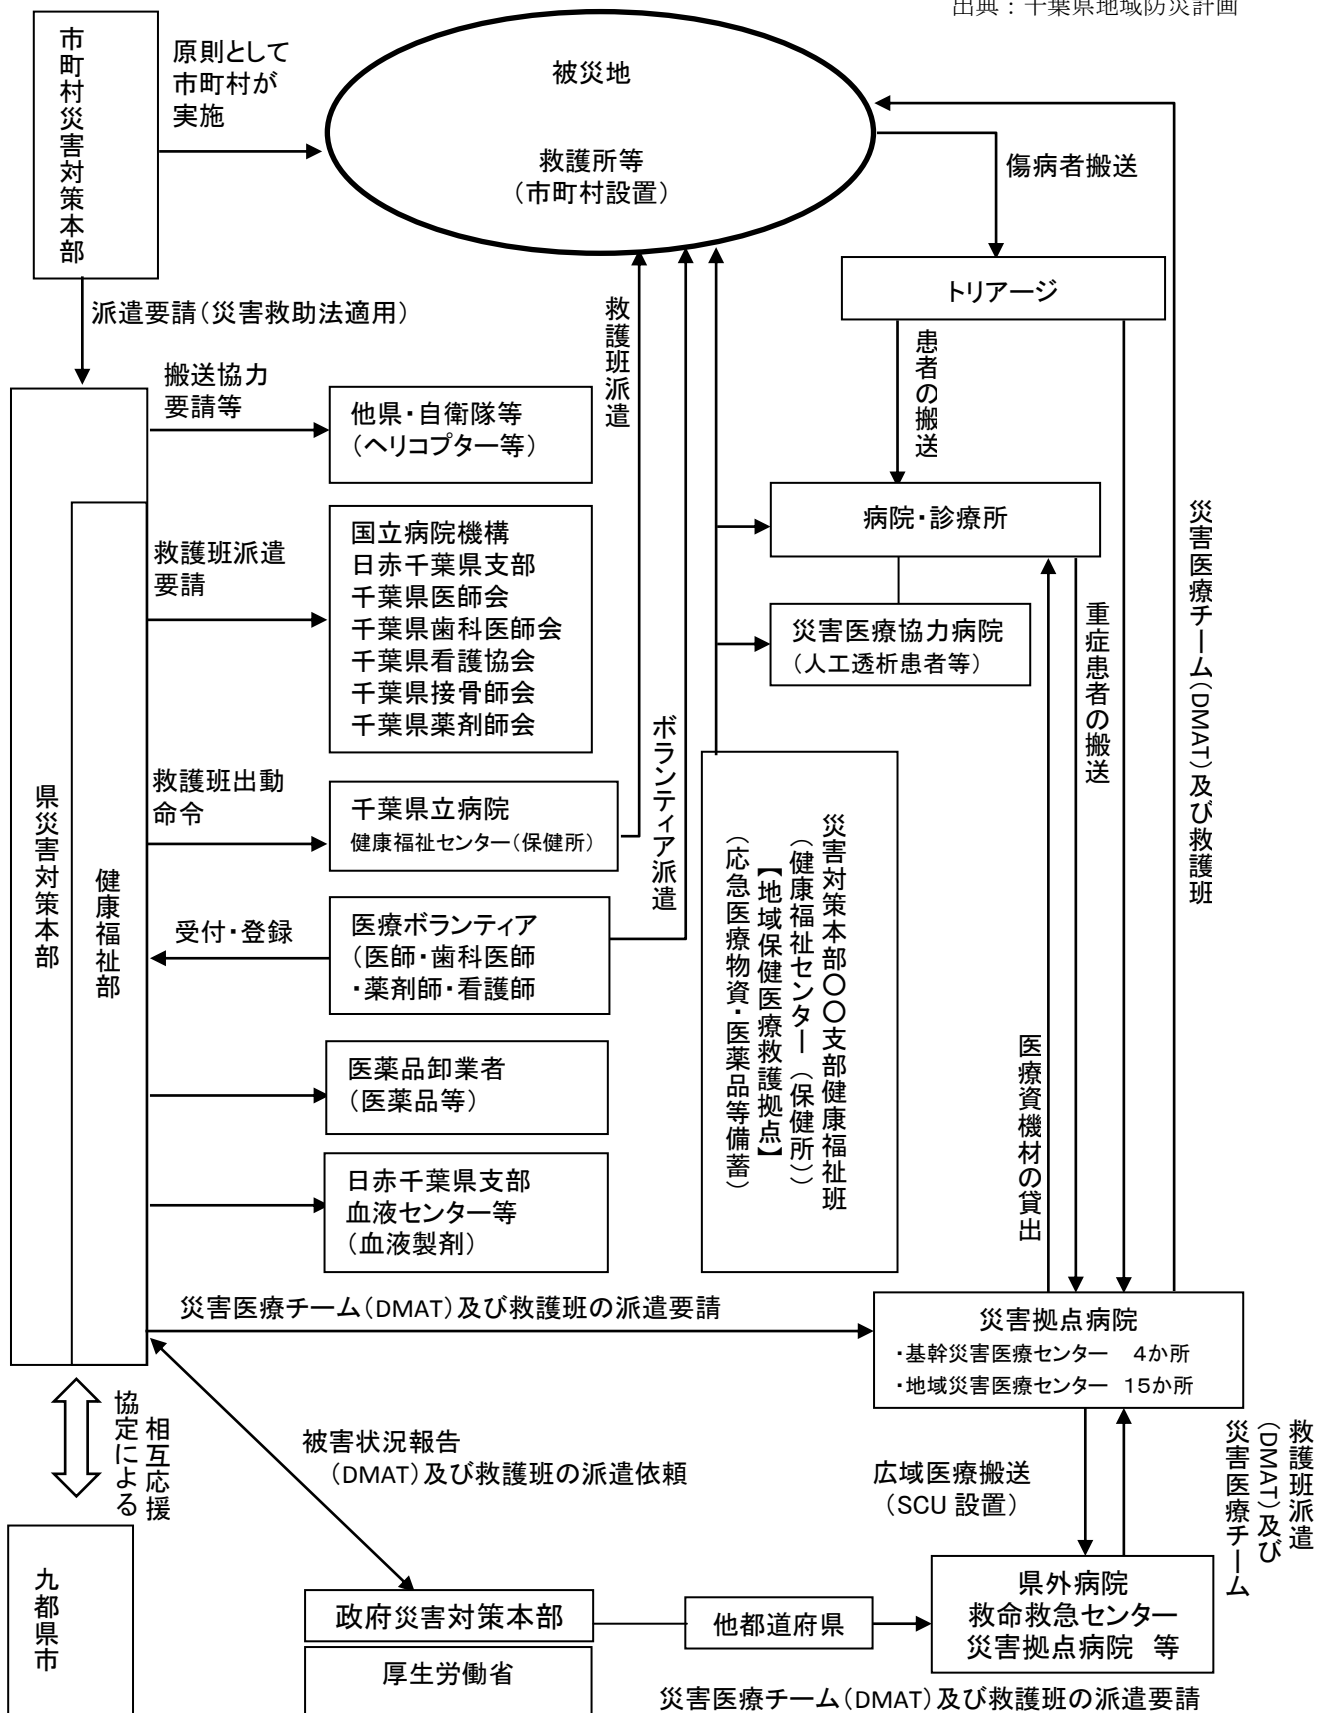 出典：千葉県地域防災計画
市町村災害対策本部
原則として
市町村が
実施
被災地
救護所等
（市町村設置）
傷病者搬送
トリアージ
派遣要請（災害救助法適用）
搬送協力
要請等
他県・自衛隊等
（ヘリコプター等）
救護班派遣
患者の搬送
病院・診療所
救護班派遣
要請
国立病院機構
日赤千葉県支部
千葉県医師会
千葉県歯科医師会
千葉県看護協会
千葉県接骨師会
千葉県薬剤師会
災害医療協力病院
（人工透析患者等）
重症患者の搬送
災害医療チーム（DMAT）及び救護班
県災害対策本部
健康福祉部
救護班出動
命令
千葉県立病院
健康福祉センター（保健所）
ボランティア派遣
受付・登録
医療ボランティア
（医師・歯科医師
・薬剤師・看護師
災害対策本部〇〇支部健康福祉班
（健康福祉センター（保健所））
【地域保健医療救護拠点】
（応急医療物資・医薬品等備蓄）
医療資機材の貸出
医薬品卸業者
（医薬品等）
日赤千葉県支部
血液センター等
（血液製剤）
災害医療チーム（DMAT）及び救護班の派遣要請
災害拠点病院
・基幹災害医療センター　4か所
・地域災害医療センター　15か所
相互応援
協定による
被害状況報告
（DMAT）及び救護班の派遣依頼
広域医療搬送
（SCU 設置）
救護班派遣
（DMAT）及び
災害医療チーム
九都県市
政府災害対策本部
厚生労働省
他都道府県
県外病院
救命救急センター
災害拠点病院　等
災害医療チーム（DMAT）及び救護班の派遣要請